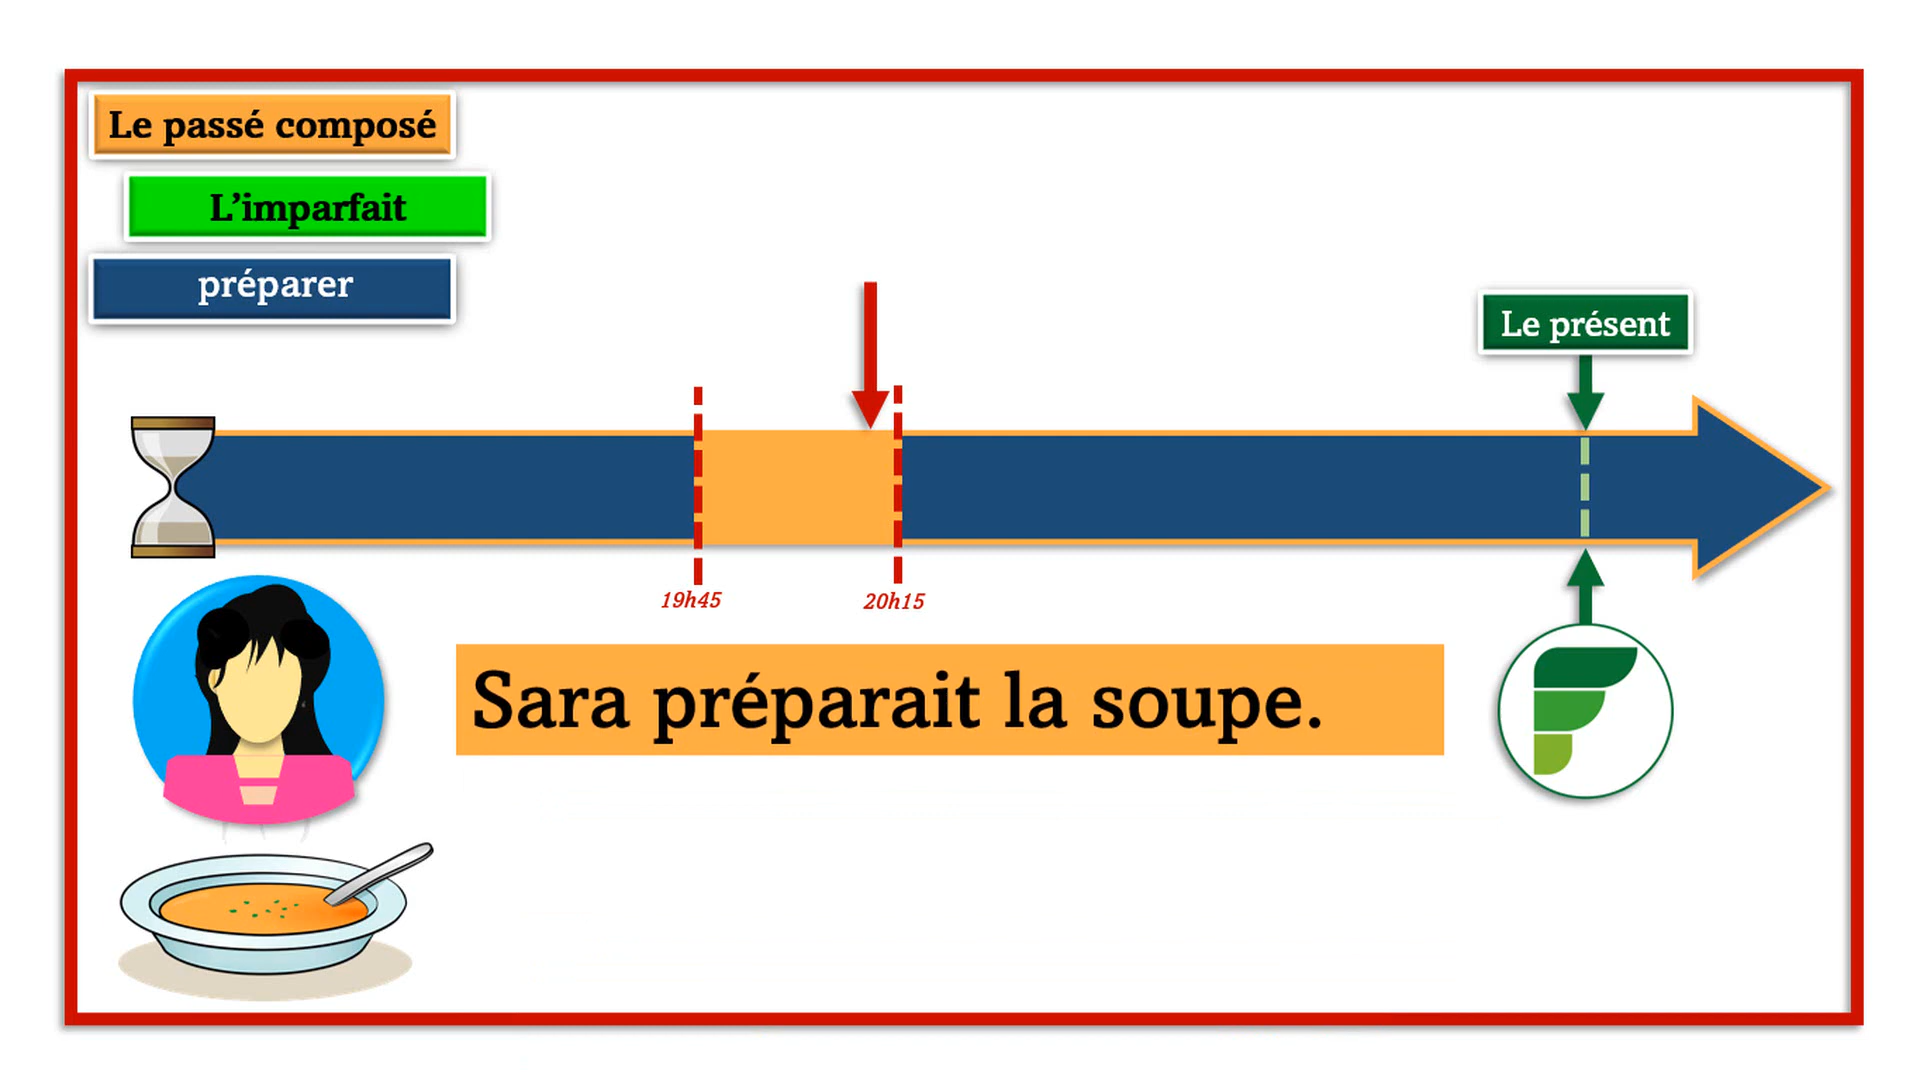 Le passé composé
L'imparfait
préparer
Le présent
19h45
20h15
Sara préparait la soupe.